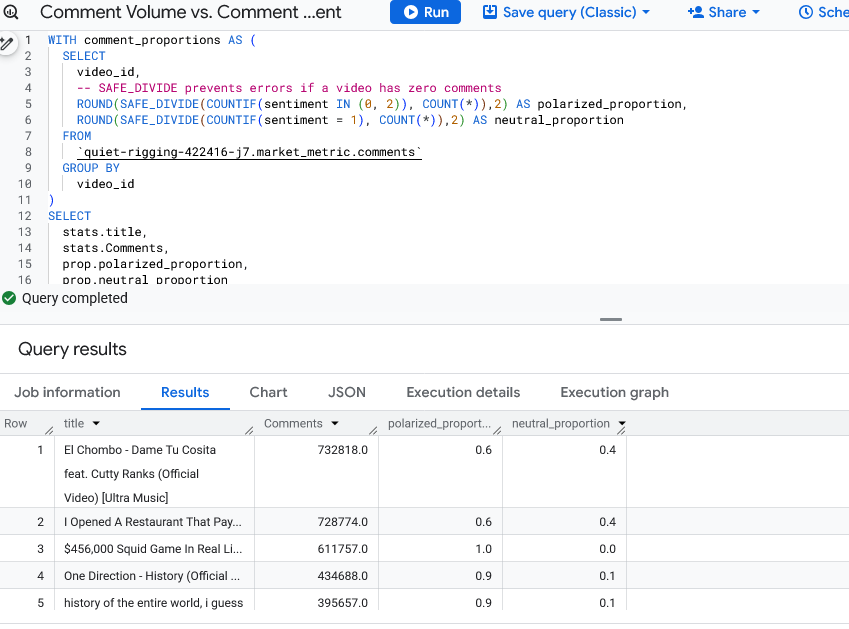 Comment Volume vs. Comment ...ent
Run
Save query (Classic)
Share
Sche
1 WITH comment_proportions AS (
2 SELECT
3 video_id,
4 -- SAFE_DIVIDE prevents errors if a video has zero comments
5 ROUND(SAFE_DIVIDE(COUNTIF(sentiment IN (0, 2)), COUNT(*)),2) AS polarized_proportion,
6 ROUND(SAFE_DIVIDE(COUNTIF(sentiment = 1), COUNT(*)),2) AS neutral_proportion
7 FROM
8 `quiet-rigging-422416-j7.market_metric.comments`
9 GROUP BY
10 video_id
11 )
12 SELECT
13 stats.title,
14 stats.Comments,
15 prop.polarized_proportion,
16 prop.neutral_proportion
Query completed
Query results
Job information Results Chart JSON Execution details Execution graph
Row title Comments polarized_proport... neutral_proportion
1 El Chombo - Dame Tu Cosita 732818.0 0.6 0.4
feat. Cutty Ranks (Official
Video) [Ultra Music]
2 I Opened A Restaurant That Pay... 728774.0 0.6 0.4
3 $456,000 Squid Game In Real Li... 611757.0 1.0 0.0
4 One Direction - History (Official ... 434688.0 0.9 0.1
5 history of the entire world, i guess 395657.0 0.9 0.1